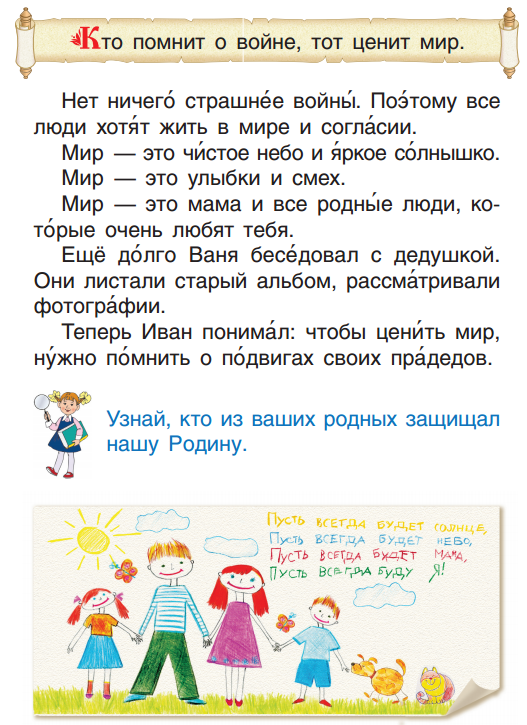 Кто помнит о войне, тот ценит мир.
Нет ничего́ страшне́е войны́. Поэ́тому все
люди хотя́т жить в мире и согла́сии.
Мир — это чи́стое небо и я́ркое со́лнышко.
Мир — это улыбки и смех.
Мир — это мама и все родны́е люди, ко-
то́рые очень любят тебя.
Ещё до́лго Ваня бесе́довал с дедушкой.
Они листали старый альбом, рассма́тривали
фотогра́фии.
Теперь Иван понима́л: чтобы цени́ть мир,
ну́жно по́мнить о по́двигах своих пра́дедов.
Узнай, кто из ваших родных защищал
нашу Родину.
ПУСТЬ ВСЕГДА БУДЕТ СОЛНЦЕ,
ПУСТЬ ВСЕГДА БУДЕТ НЕБО,
ПУСТЬ ВСЕГДА БУДЕТ МАМА,
ПУСТЬ ВСЕГДА БУДУ Я!